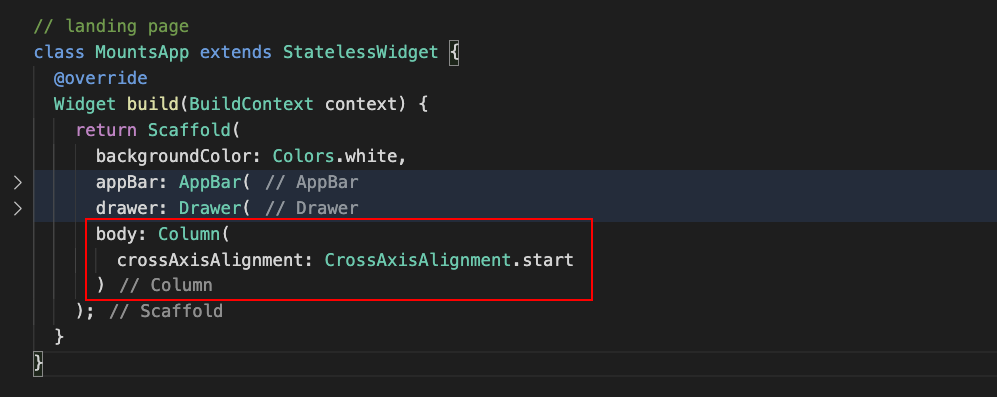 // landing page
class MountsApp extends StatelessWidget {
@override
Widget build(BuildContext context) {
return Scaffold(
backgroundColor: Colors.white,
appBar: AppBar( // AppBar
drawer: Drawer( // Drawer
body: Column(
crossAxisAlignment: CrossAxisAlignment.start
) // Column
); // Scaffold
}
}